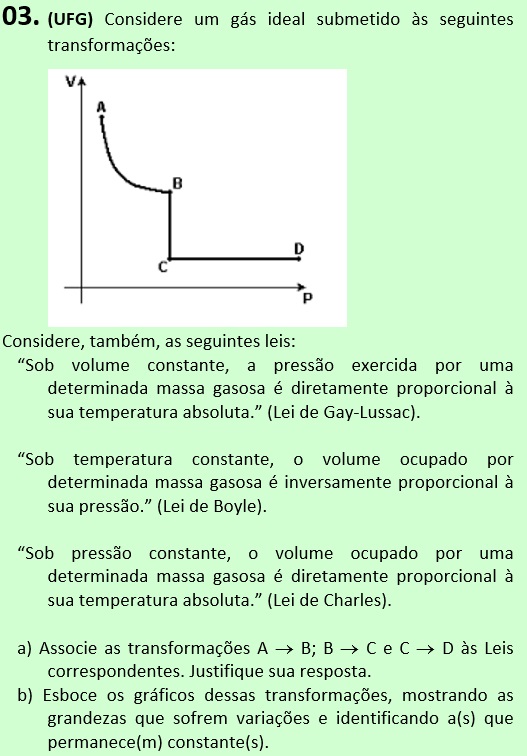 03. (UFG) Considere um gás ideal submetido às seguintes
transformações:
V
A
B
D
C
P
Considere, também, as seguintes leis:
“Sob volume constante, a pressão exercida por uma
determinada massa gasosa é diretamente proporcional à
sua temperatura absoluta.” (Lei de Gay-Lussac).
“Sob temperatura constante, o volume ocupado por
determinada massa gasosa é inversamente proporcional à
sua pressão.” (Lei de Boyle).
“Sob pressão constante, o volume ocupado por uma
determinada massa gasosa é diretamente proporcional à
sua temperatura absoluta.” (Lei de Charles).
a) Associe as transformações A → B; B → C e C → D às Leis
correspondentes. Justifique sua resposta.
b) Esboce os gráficos dessas transformações, mostrando as
grandezas que sofrem variações e identificando a(s) que
permanece(m) constante(s).